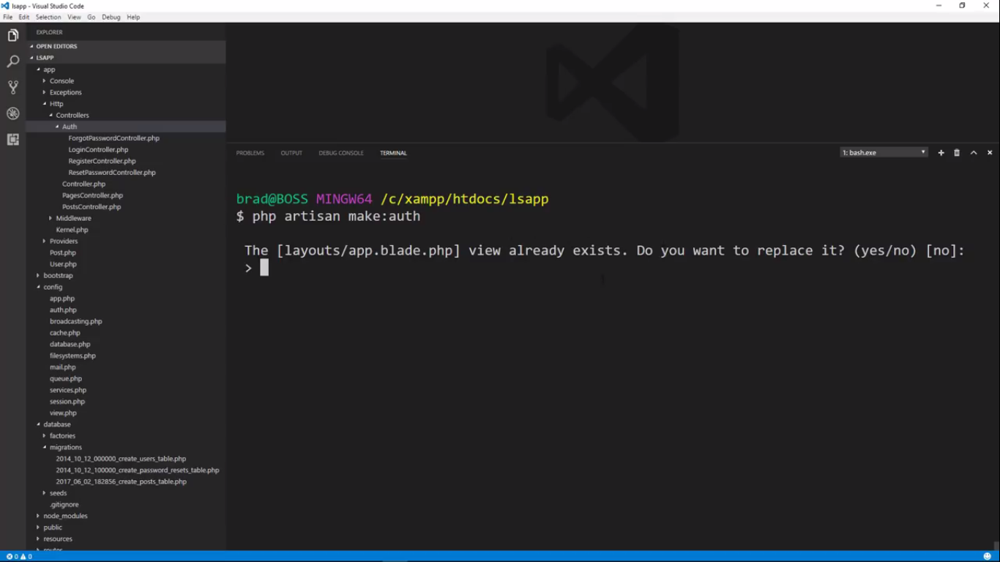 lsapp - Visual Studio Code
File Edit Selection View Go Debug Help
EXPLORER
OPEN EDITORS
LSAPP
app
Console
Exceptions
Http
Controllers
Auth
ForgotPasswordController.php
LoginController.php
RegisterController.php
ResetPasswordController.php
Controller.php
PagesController.php
PostsController.php
Middleware
Kernel.php
Providers
Post.php
User.php
bootstrap
config
app.php
auth.php
broadcasting.php
cache.php
database.php
filesystems.php
mail.php
queue.php
services.php
session.php
view.php
database
factories
migrations
2014_10_12_000000_create_users_table.php
2014_10_12_100000_create_password_resets_table.php
2017_06_02_182856_create_posts_table.php
seeds
.gitignore
node_modules
public
resources
routes
PROBLEMS OUTPUT DEBUG CONSOLE TERMINAL 1: bash.exe
brad@BOSS MINGW64 /c/xampp/htdocs/lsapp
$ php artisan make:auth
The [layouts/app.blade.php] view already exists. Do you want to replace it? (yes/no) [no]:
>
0 0